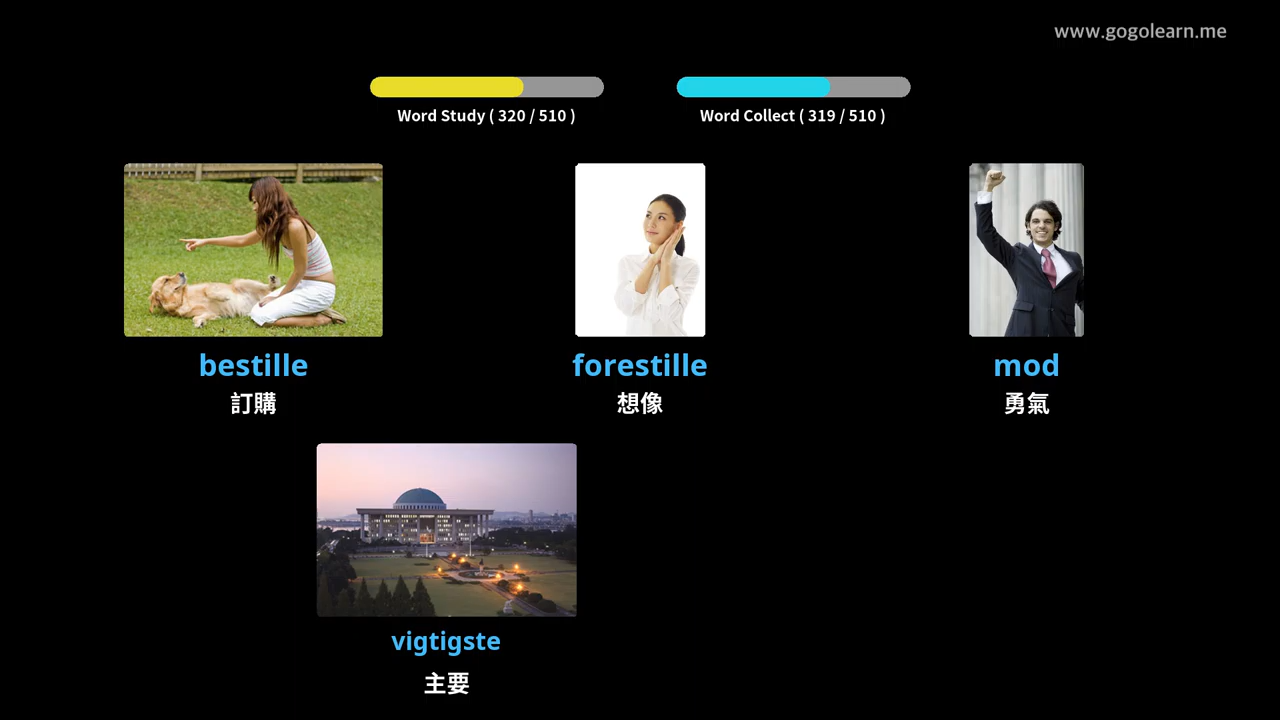 www.gogolearn.me
Word Study ( 320 / 510 )
Word Collect ( 319 / 510 )
bestille
訂購
forestille
想像
mod
勇氣
vigtigste
主要